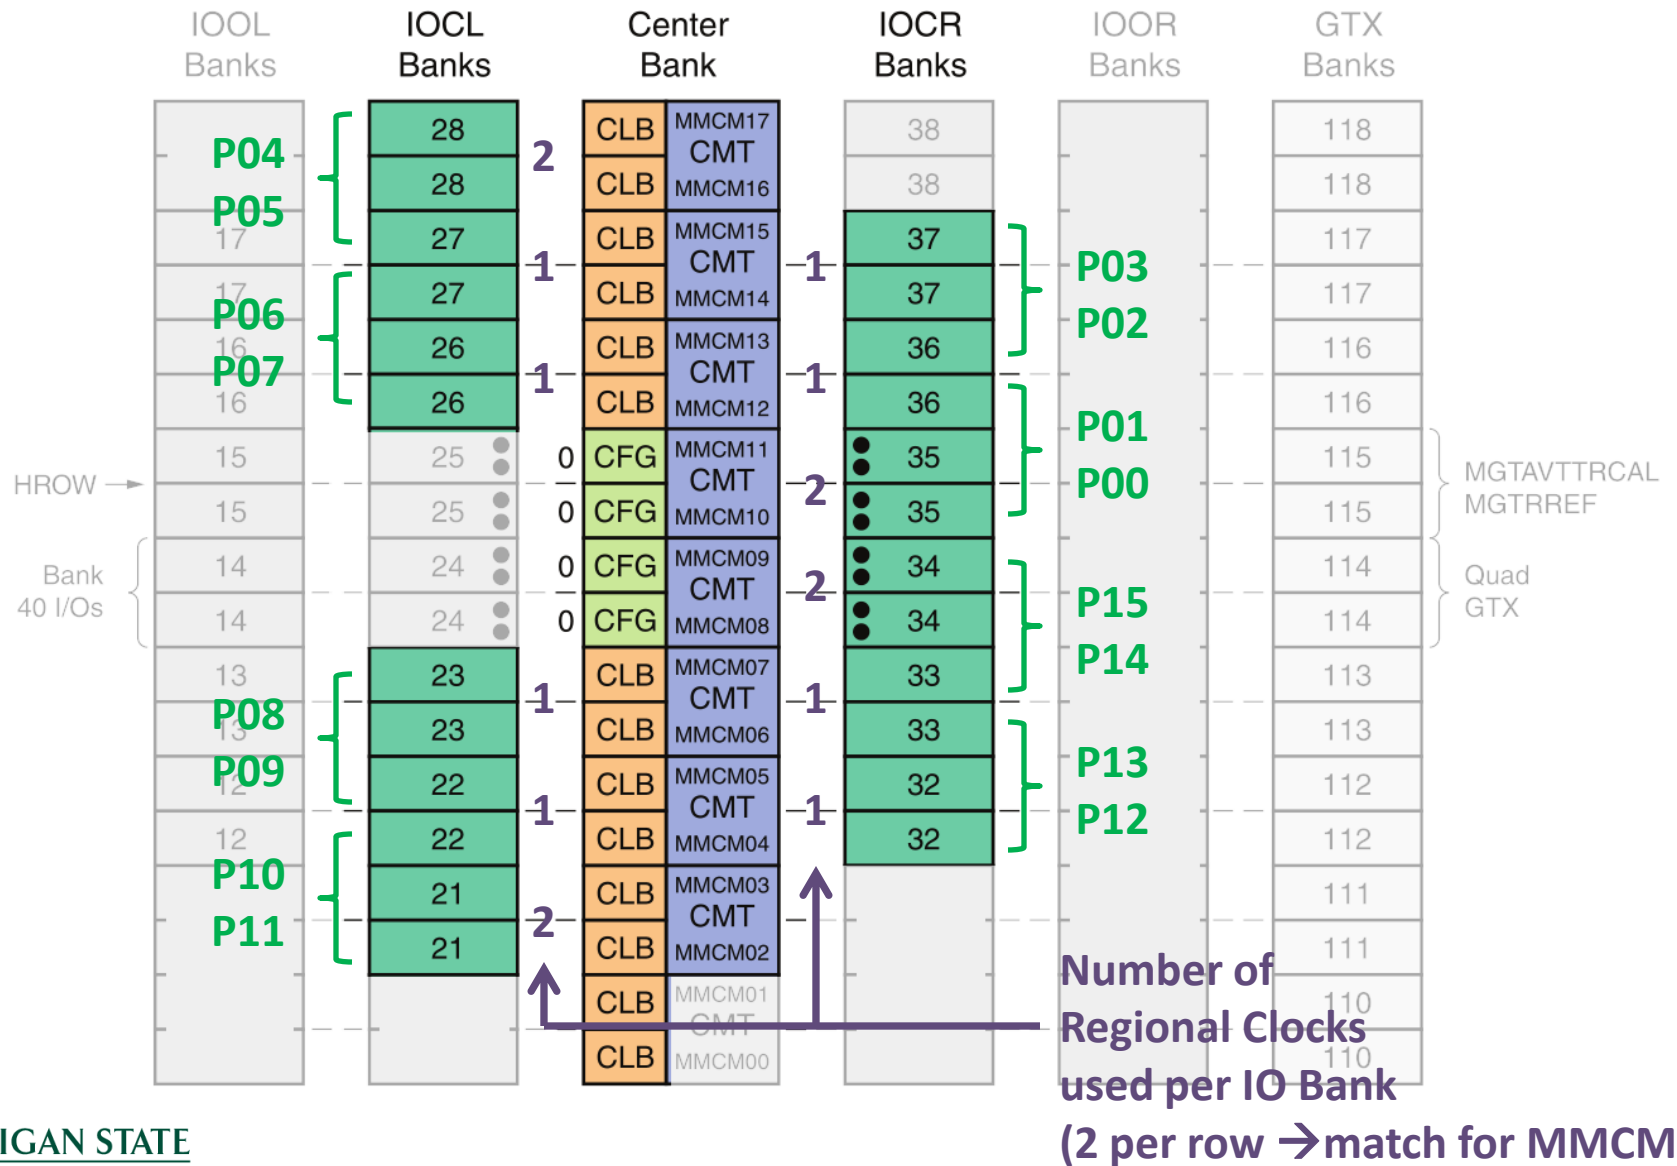 IOOL Banks
IOCL Banks
Center Bank
IOCR Banks
IOOR Banks
GTX Banks
28 CLB MMCM17 38 118
P04 2 CMT
28 CLB MMCM16 38 118
P05
17 27 CLB MMCM15 37 117
1 CMT 1 P03
17 27 CLB MMCM14 37 117
P06 P02
16 26 CLB MMCM13 36 116
P07 1 CMT 1
16 26 CLB MMCM12 36 116
P01
15 25 0 CFG MMCM11 35 115
HROW CMT 2 P00 MGTAVTTRCAL
MGTRREF
15 25 0 CFG MMCM10 35 115
14 24 0 CFG MMCM09 34 114
Bank CMT 2 P15 Quad
40 I/Os GTX
14 24 0 CFG MMCM08 34 114
P14
13 23 CLB MMCM07 33 113
P08 1 CMT 1
13 23 CLB MMCM06 33 113
P09 P13
12 22 CLB MMCM05 32 112
1 CMT 1 P12
12 22 CLB MMCM04 32 112
P10
21 CLB MMCM03 111
P11 2 CMT
21 CLB MMCM02 111
CLB MMCM01 110
CMT
CLB MMCM00 110
Number of
Regional Clocks
used per IO Bank
(2 per row →match for MMCM
IGAN STATE